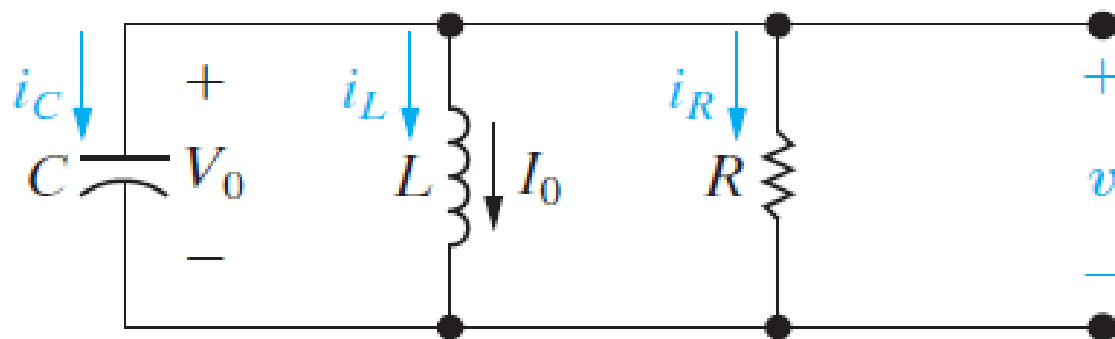 i_C + i_L i_R +
C V_0 L I_0 R v
− −